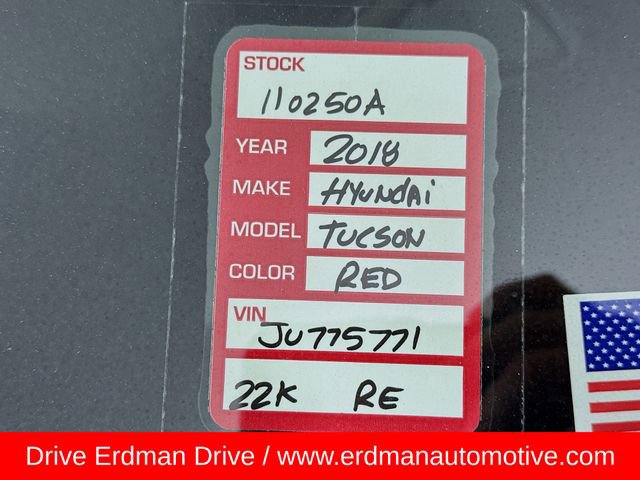 STOCK
110250A
YEAR 2018
MAKE HYUNDAI
MODEL TUCSON
COLOR RED
VIN
JU775771
22K RE
Drive Erdman Drive / www.erdmanautomotive.com